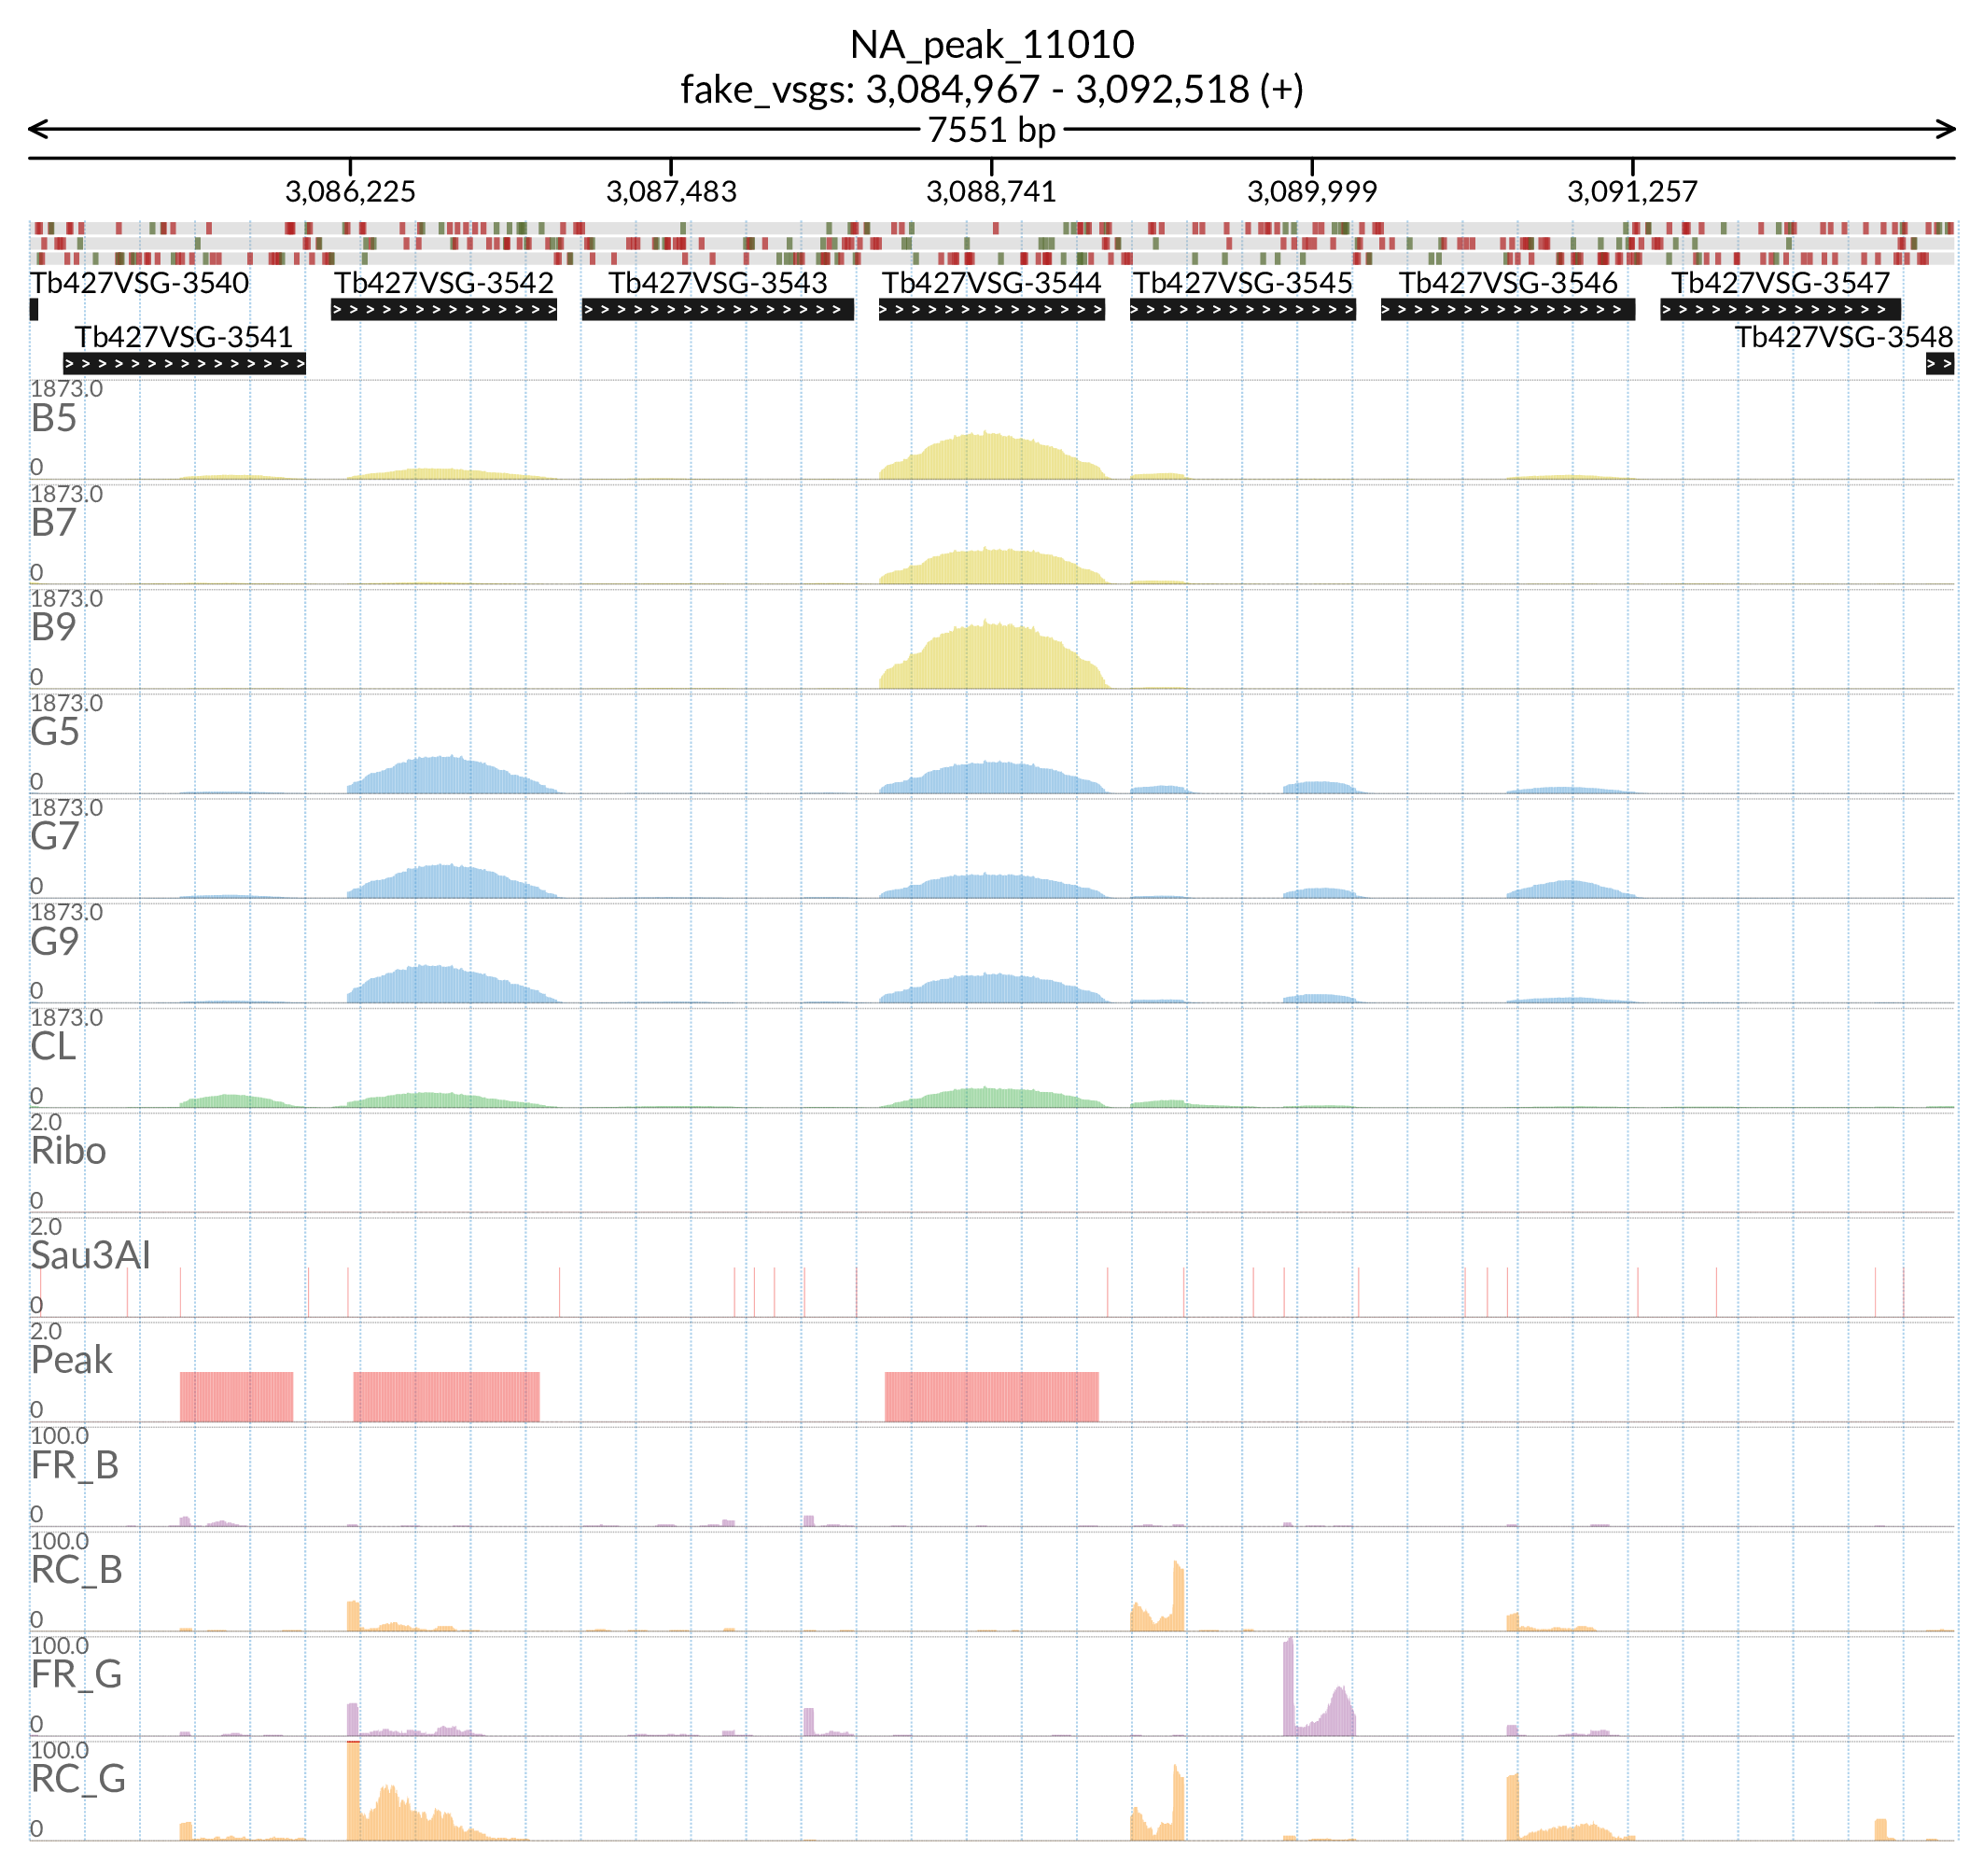 NA_peak_11010
fake_vsgs: 3,084,967 - 3,092,518 (+)
7551 bp
3,086,225 3,087,483 3,088,741 3,089,999 3,091,257
Tb427VSG-3540 Tb427VSG-3542 Tb427VSG-3543 Tb427VSG-3544 Tb427VSG-3545 Tb427VSG-3546 Tb427VSG-3547
Tb427VSG-3541 Tb427VSG-3548
1873.0
B5
0
1873.0
B7
0
1873.0
B9
0
1873.0
G5
0
1873.0
G7
0
1873.0
G9
0
1873.0
CL
0
2.0
Ribo
0
2.0
Sau3AI
0
2.0
Peak
0
100.0
FR_B
0
100.0
RC_B
0
100.0
FR_G
0
100.0
RC_G
0